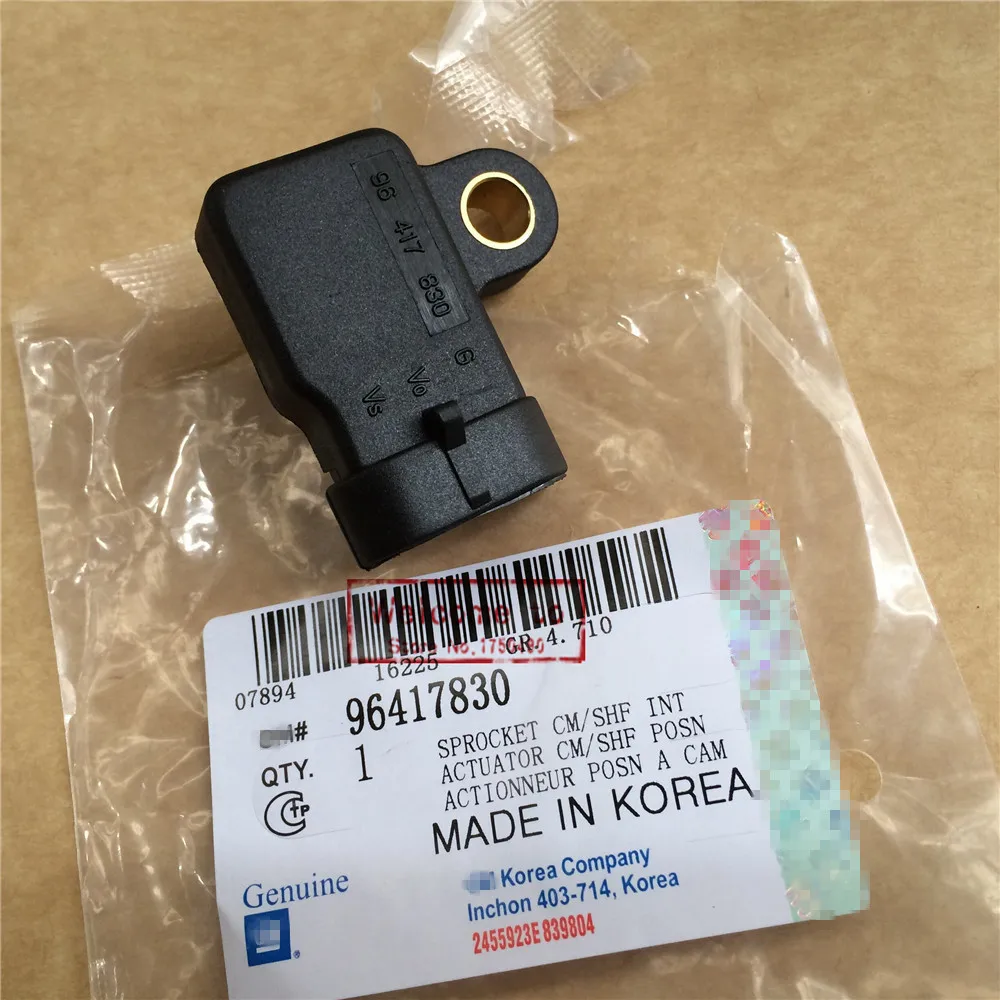 96 417 830
G
Vo
Vs
Welcome to
Store No.
GR.4.710
16225
07894
#
96417830
QTY.
1
SPROCKET CM/SHF INT
ACTUATOR CM/SHF POSN
ACTIONNEUR POSN A CAM
MADE IN KOREA
Genuine
Korea Company
Inchon 403-714, Korea
2455923E 839804